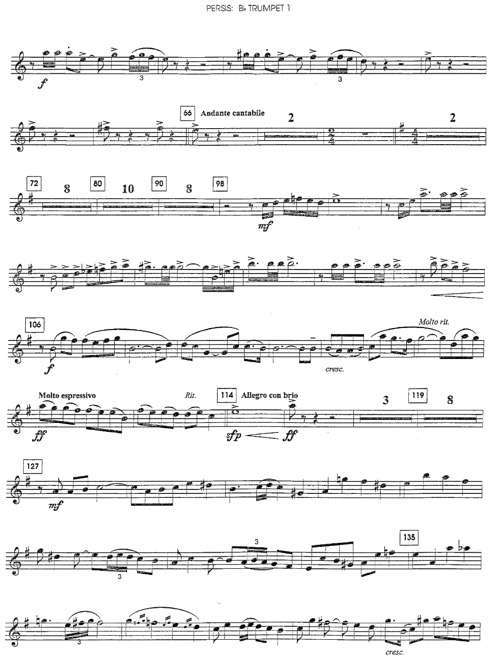 PERSIS: B♭ TRUMPET 1
f
3
3
66 Andante cantabile 2 2 4 4 4 2
72 8 80 10 90 8 98
mf
106 Molto rit.
f cresc.
Molto espressivo Rit. 114 Allegro con brio 3 119 8
ff sfp ff
127
mf
3
135
3
3
cresc.